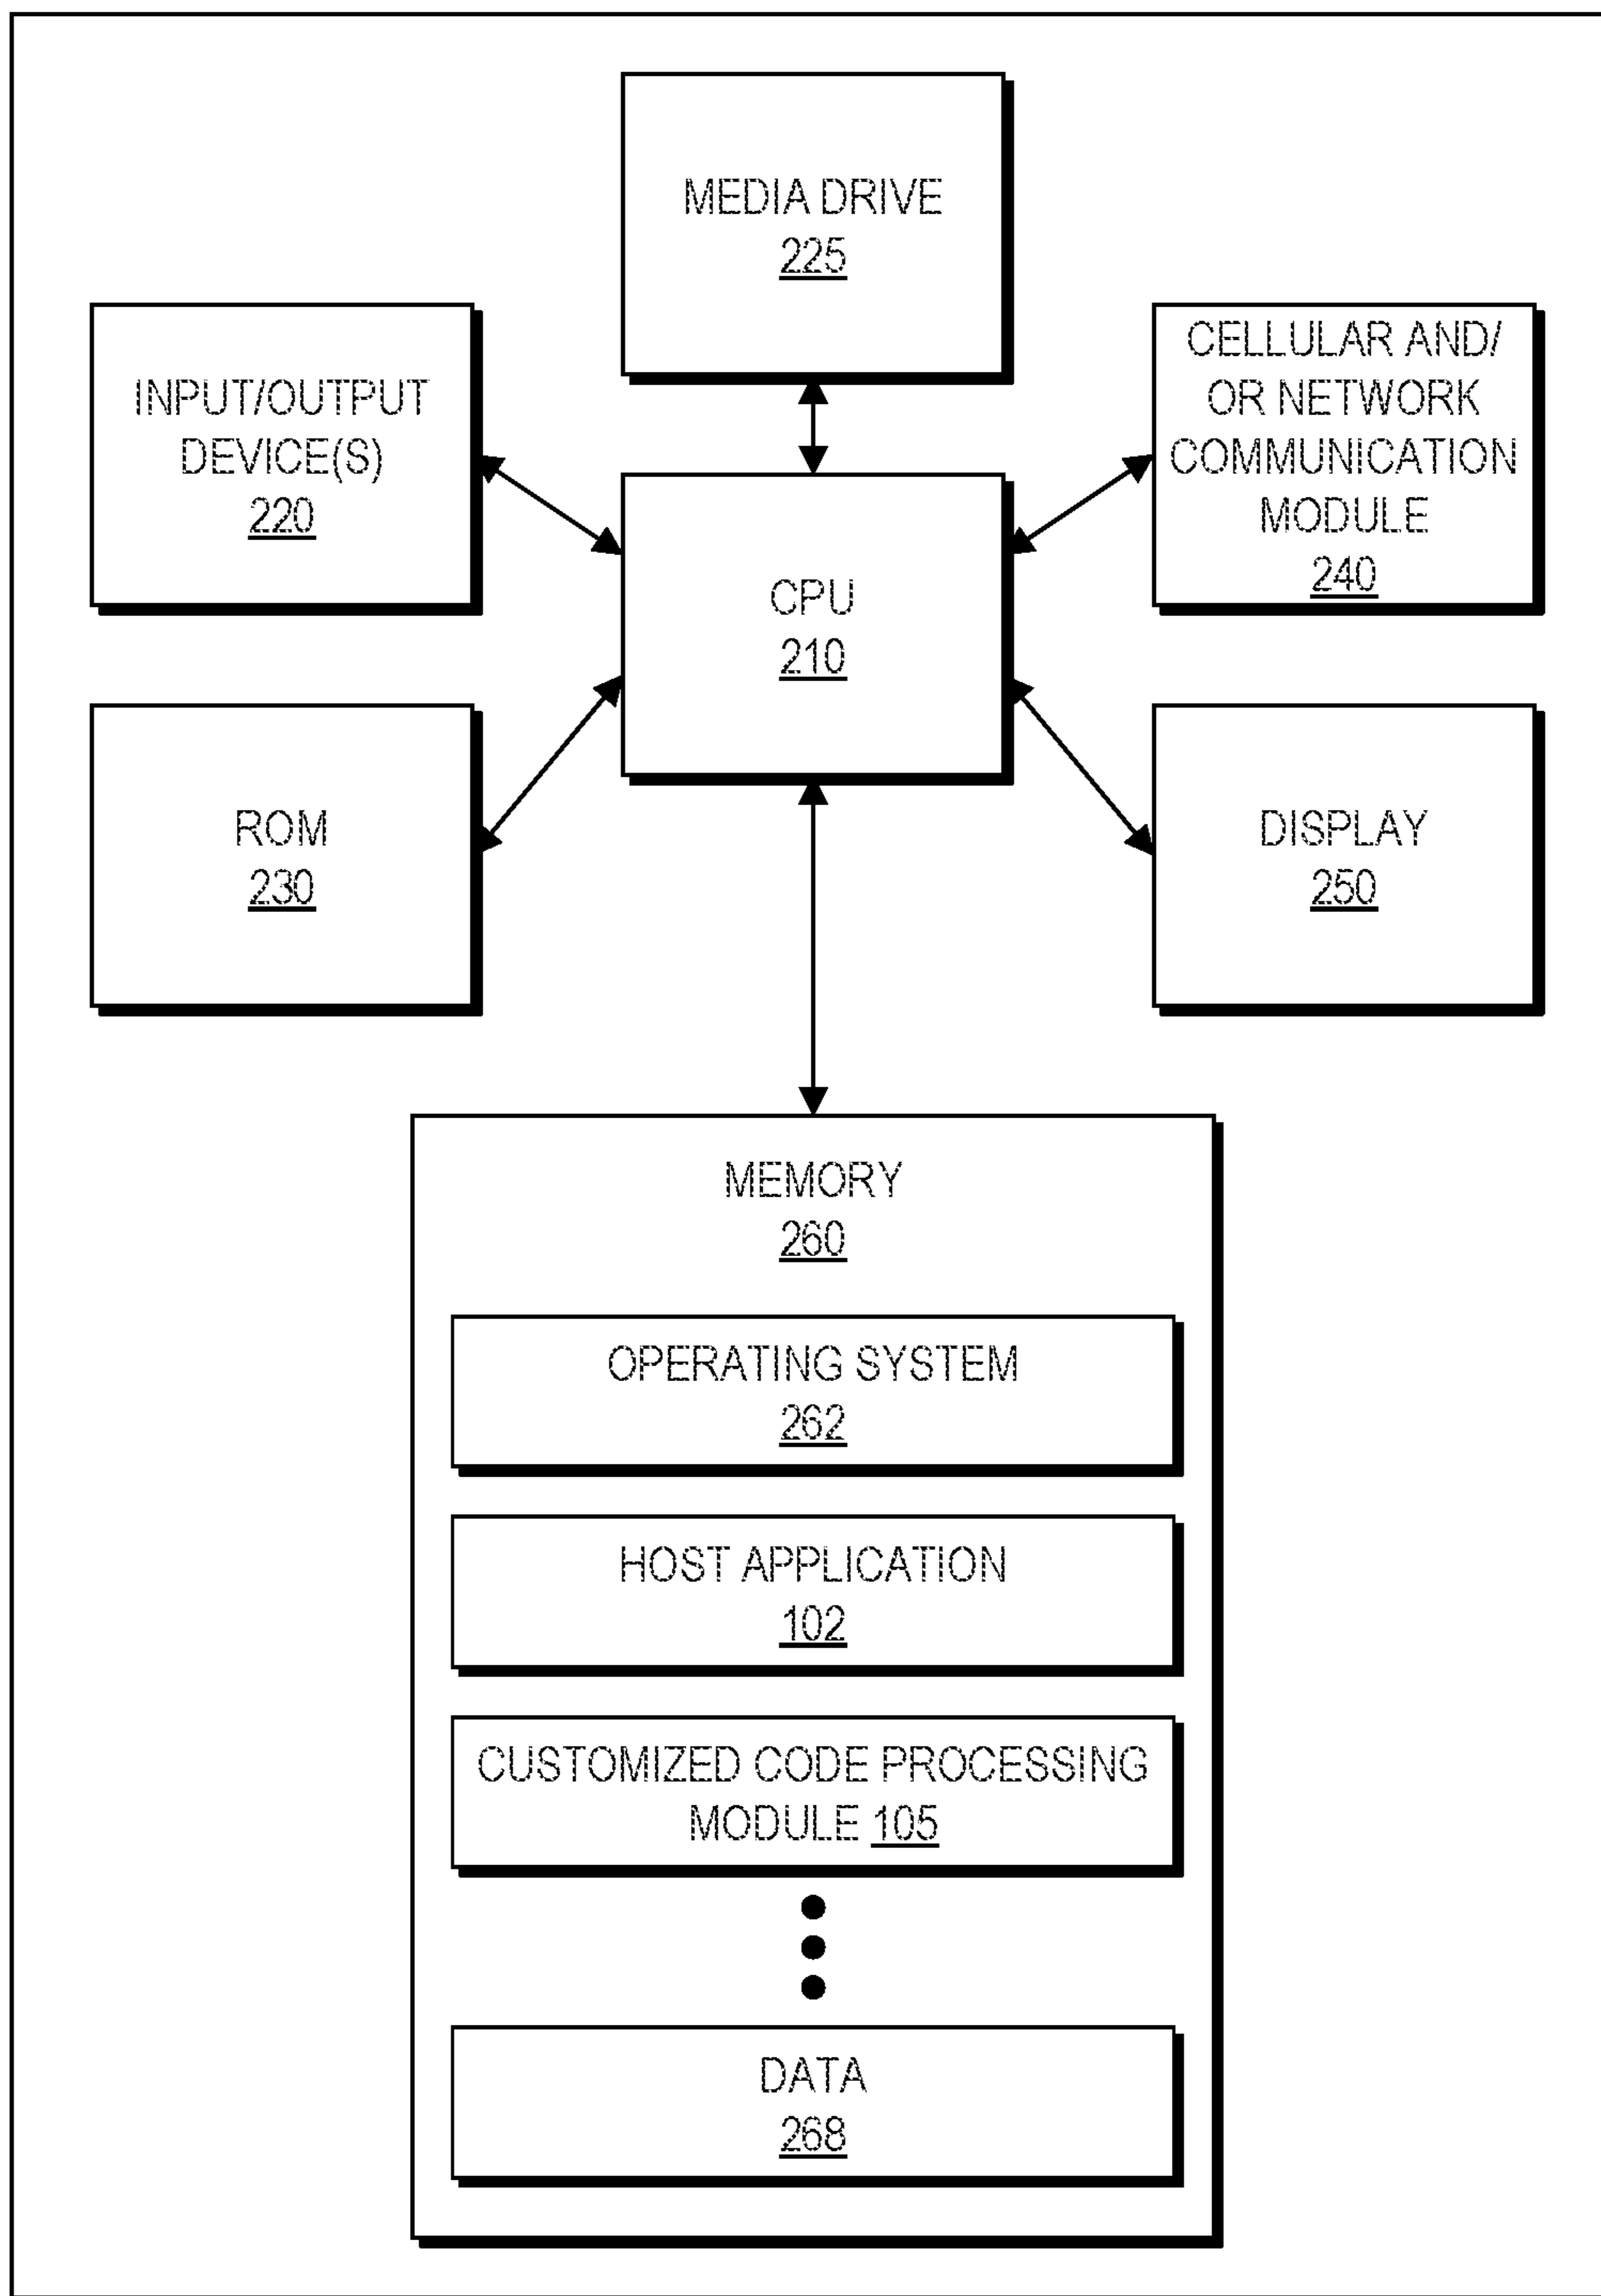 MEDIA DRIVE
225
INPUT/OUTPUT
DEVICE(S)
220
CELLULAR AND/
OR NETWORK
COMMUNICATION
MODULE
240
CPU
210
ROM
230
DISPLAY
250
MEMORY
260
OPERATING SYSTEM
262
HOST APPLICATION
102
CUSTOMIZED CODE PROCESSING
MODULE 105
DATA
268